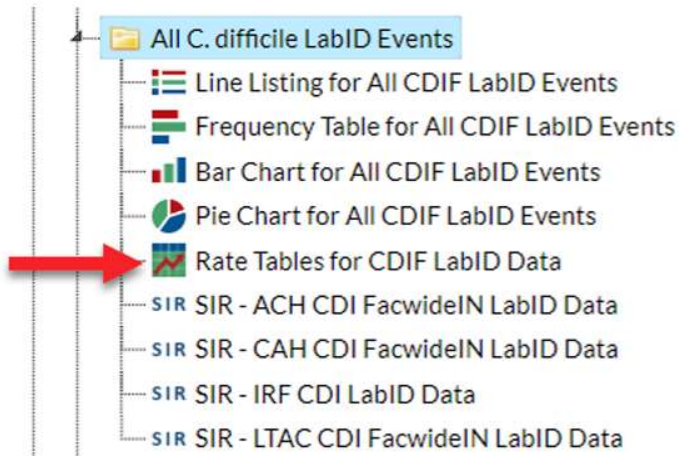 All C. difficile LabID Events
Line Listing for All CDIF LabID Events
Frequency Table for All CDIF LabID Events
Bar Chart for All CDIF LabID Events
Pie Chart for All CDIF LabID Events
Rate Tables for CDIF LabID Data
SIR SIR - ACH CDI FacwideIN LabID Data
SIR SIR - CAH CDI FacwideIN LabID Data
SIR SIR - IRF CDI LabID Data
SIR SIR - LTAC CDI FacwideIN LabID Data